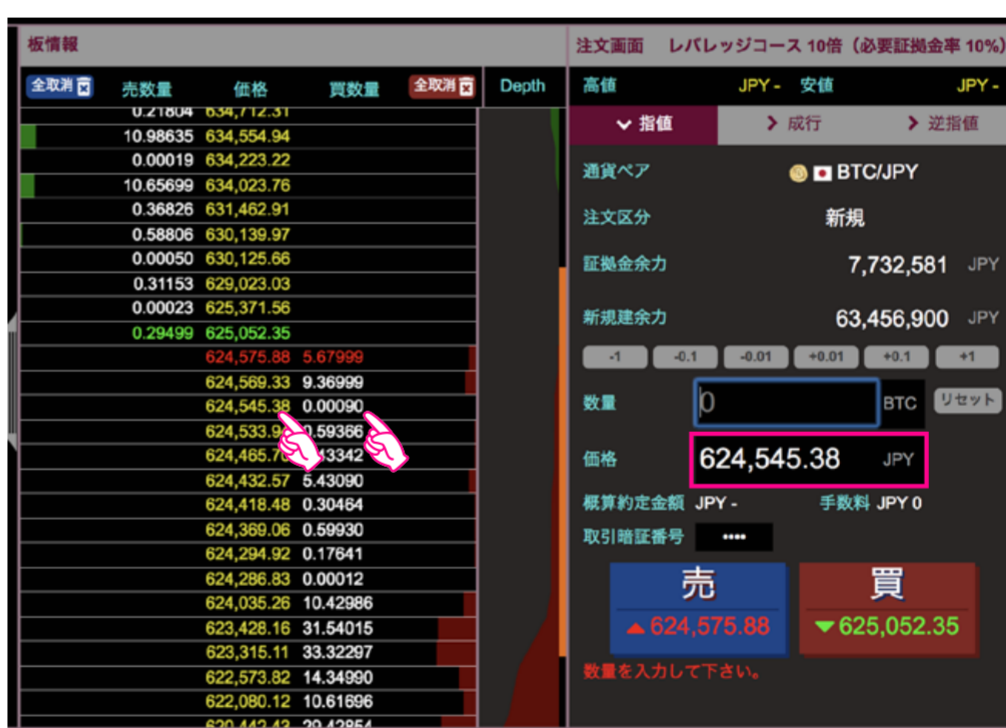 板情報
全取消 売数量 価格 買数量 全取消 Depth
0.21804 634,712.31
10.98635 634,554.94
0.00019 634,223.22
10.65699 634,023.76
0.36826 631,462.91
0.58806 630,139.97
0.00050 630,125.66
0.31153 629,023.03
0.00023 625,371.56
0.29499 625,052.35
624,575.88 5.67999
624,569.33 9.36999
624,545.38 0.00090
0.59366
624,432.57 5.43090
624,418.48 0.30464
624,369.06 0.59930
624,294.92 0.17641
624,286.83 0.00012
624,035.26 10.42986
623,428.16 31.54015
623,315.11 33.32297
622,573.82 14.34990
622,080.12 10.61696
620,442.43 29.42854
注文画面 レバレッジコース 10倍（必要証拠金率 10%）
高値 JPY - 安値 JPY -
指値 成行 逆指値
通貨ペア BTC/JPY
注文区分 新規
証拠金余力 7,732,581 JPY
新規建余力 63,456,900 JPY
-1 -0.1 -0.01 +0.01 +0.1 +1
数量 0 BTC リセット
価格 624,545.38 JPY
概算約定金額 JPY - 手数料 JPY 0
取引暗証番号 ••••
売 買
▲624,575.88 ▼625,052.35
数量を入力して下さい。